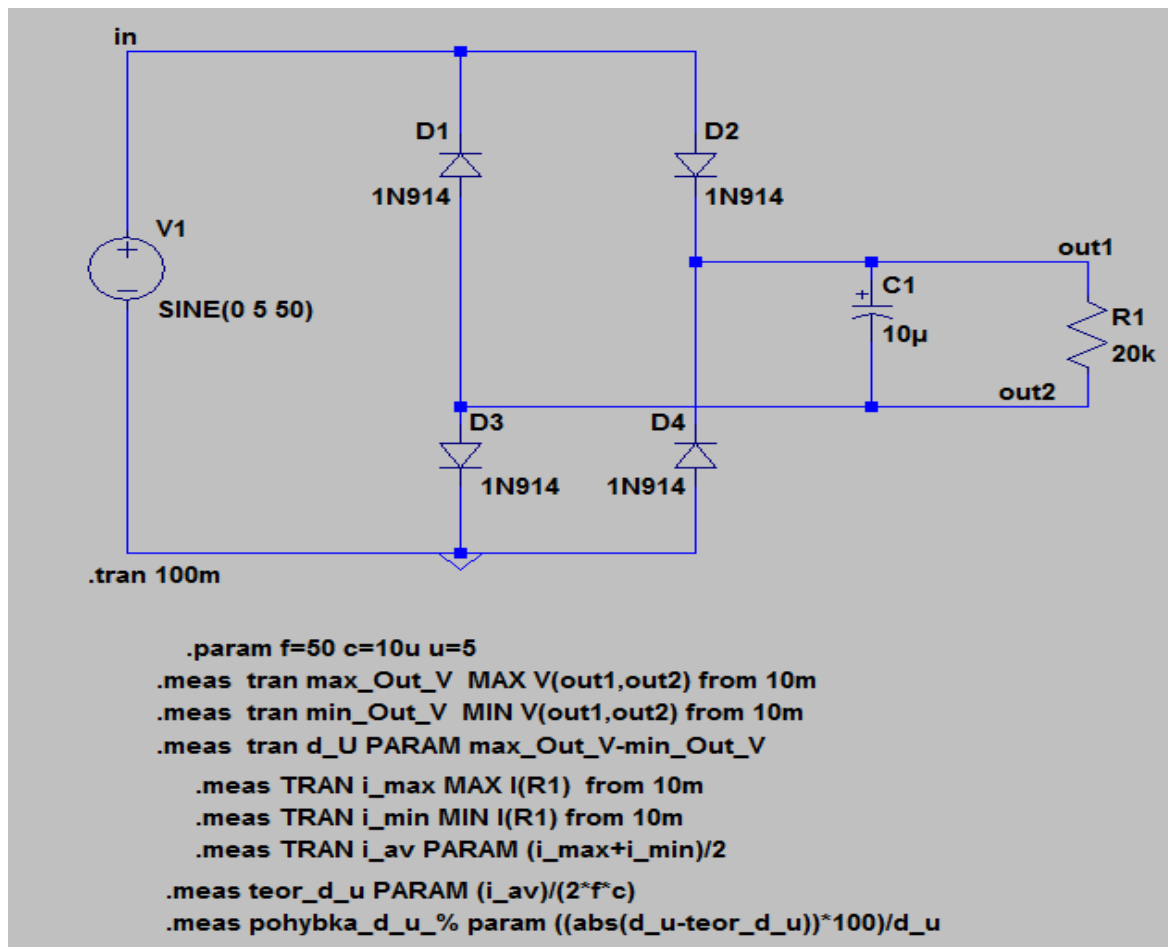 in
D1
D2
1N914
1N914
V1
out1
+
C1
SINE(0 5 50)
+
R1
10µ
20k
out2
D3
D4
1N914
1N914
.tran 100m
.param f=50 c=10u u=5
.meas tran max_Out_V MAX V(out1,out2) from 10m
.meas tran min_Out_V MIN V(out1,out2) from 10m
.meas tran d_U PARAM max_Out_V-min_Out_V
.meas TRAN i_max MAX I(R1) from 10m
.meas TRAN i_min MIN I(R1) from 10m
.meas TRAN i_av PARAM (i_max+i_min)/2
.meas teor_d_u PARAM (i_av)/(2*f*c)
.meas pohybka_d_u_% param ((abs(d_u-teor_d_u))*100)/d_u